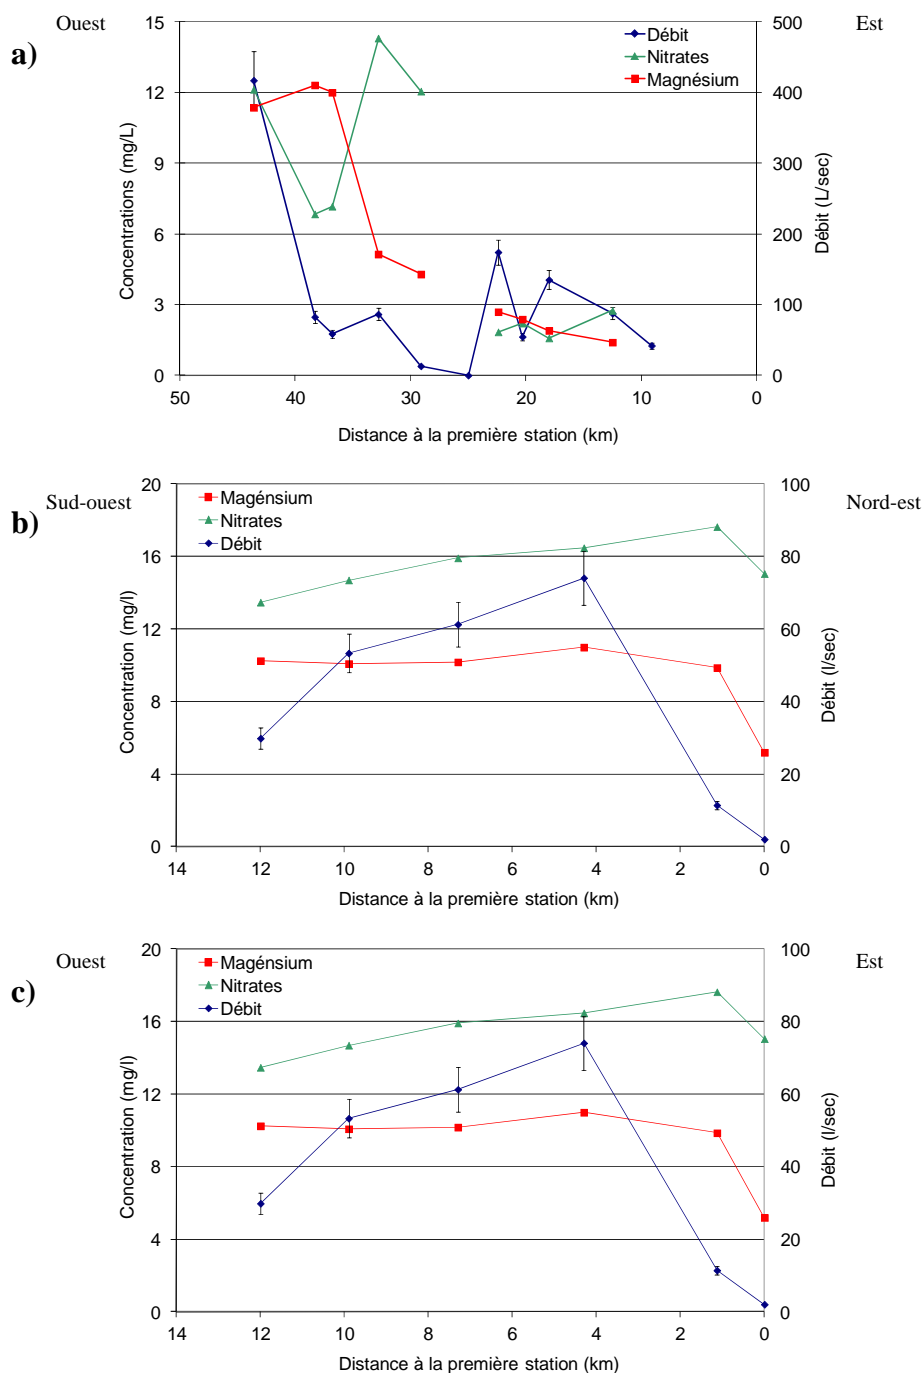 Ouest
Est
a)
Débit
Nitrates
Magnésium
15
12
9
6
3
0
Concentrations (mg/L)
500
400
300
200
100
0
Débit (L/sec)
50 40 30 20 10 0
Distance à la première station (km)
Sud-ouest
Nord-est
b)
Magénsium
Nitrates
Débit
20
16
12
8
4
0
Concentration (mg/l)
100
80
60
40
20
0
Débit (l/sec)
14 12 10 8 6 4 2 0
Distance à la première station (km)
Ouest
Est
c)
Magénsium
Nitrates
Débit
20
16
12
8
4
0
Concentration (mg/l)
100
80
60
40
20
0
Débit (l/sec)
14 12 10 8 6 4 2 0
Distance à la première station (km)